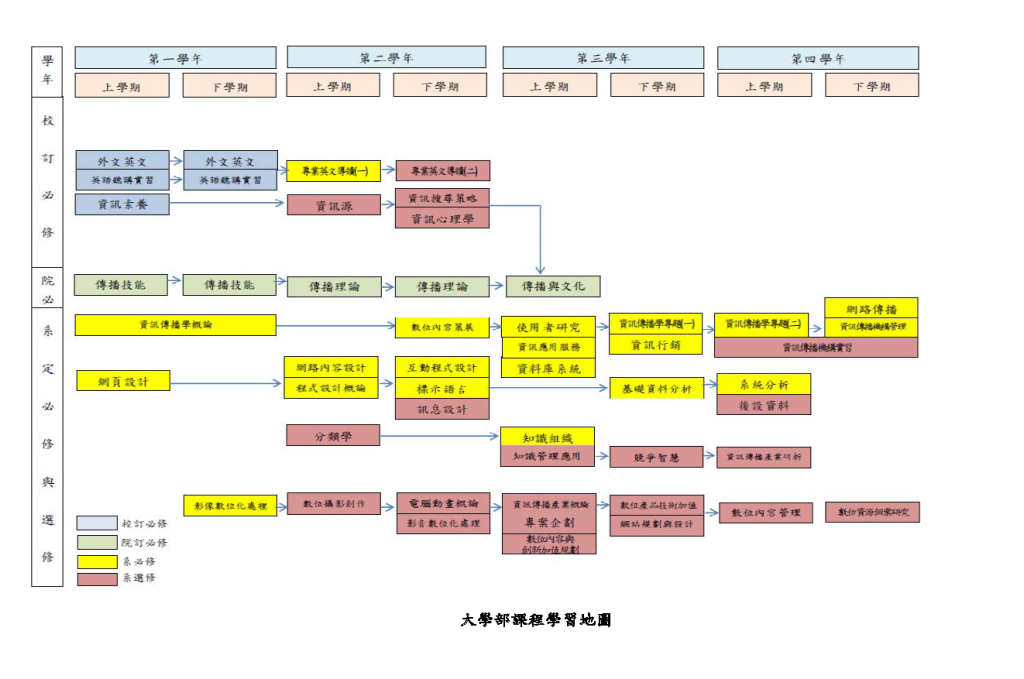 學年
第一學年
第二學年
第三學年
第四學年
上學期
下學期
上學期
下學期
上學期
下學期
上學期
下學期
校訂必修
外文英文
外文英文
英語聽講實習
英語聽講實習
專業英文導讀(一)
專業英文導讀(二)
資訊素養
資訊源
資訊搜尋策略
資訊心理學
院必
傳播技能
傳播技能
傳播理論
傳播理論
傳播與文化
系定必修與選修
資訊傳播學概論
數位內容策展
使用者研究
資訊應用服務
資料庫系統
資訊傳播學專題(一)
資訊行銷
資訊傳播學專題(二)
網路傳播
資訊傳播機構管理
資訊傳播機構實習
網頁設計
網路內容設計
程式設計概論
互動程式設計
標示語言
訊息設計
基礎資料分析
系統分析
後設資料
分類學
知識組織
知識管理應用
競爭智慧
資訊傳播產業研析
影像數位化處理
數位攝影創作
電腦動畫概論
影音數位化處理
資訊傳播產業概論
專案企劃
數位內容與
創新加值規劃
數位產品技術加值
網站規劃與設計
數位內容管理
數位資源個案研究
校訂必修
院訂必修
系必修
系選修
大學部課程學習地圖